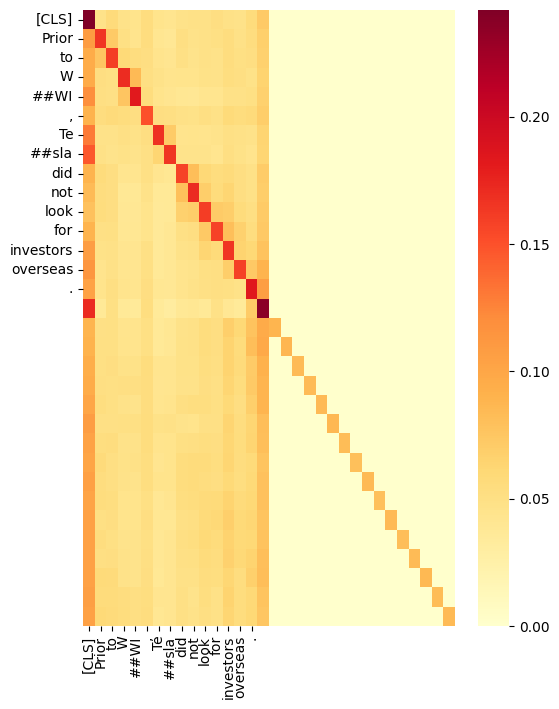 [CLS]
Prior
to
W
##WI
,
Te
##sla
did
not
look
for
investors
overseas
.
0.20
0.15
0.10
0.05
0.00
[CLS]
Prior
to
W
##WI
,
Te
##sla
did
not
look
for
investors
overseas
.